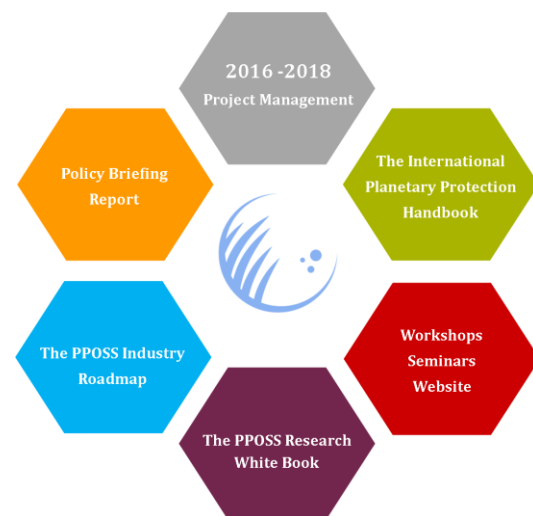 2016 -2018
Project Management
Policy Briefing
Report
The International
Planetary Protection
Handbook
The PPOSS Industry
Roadmap
Workshops
Seminars
Website
The PPOSS Research
White Book